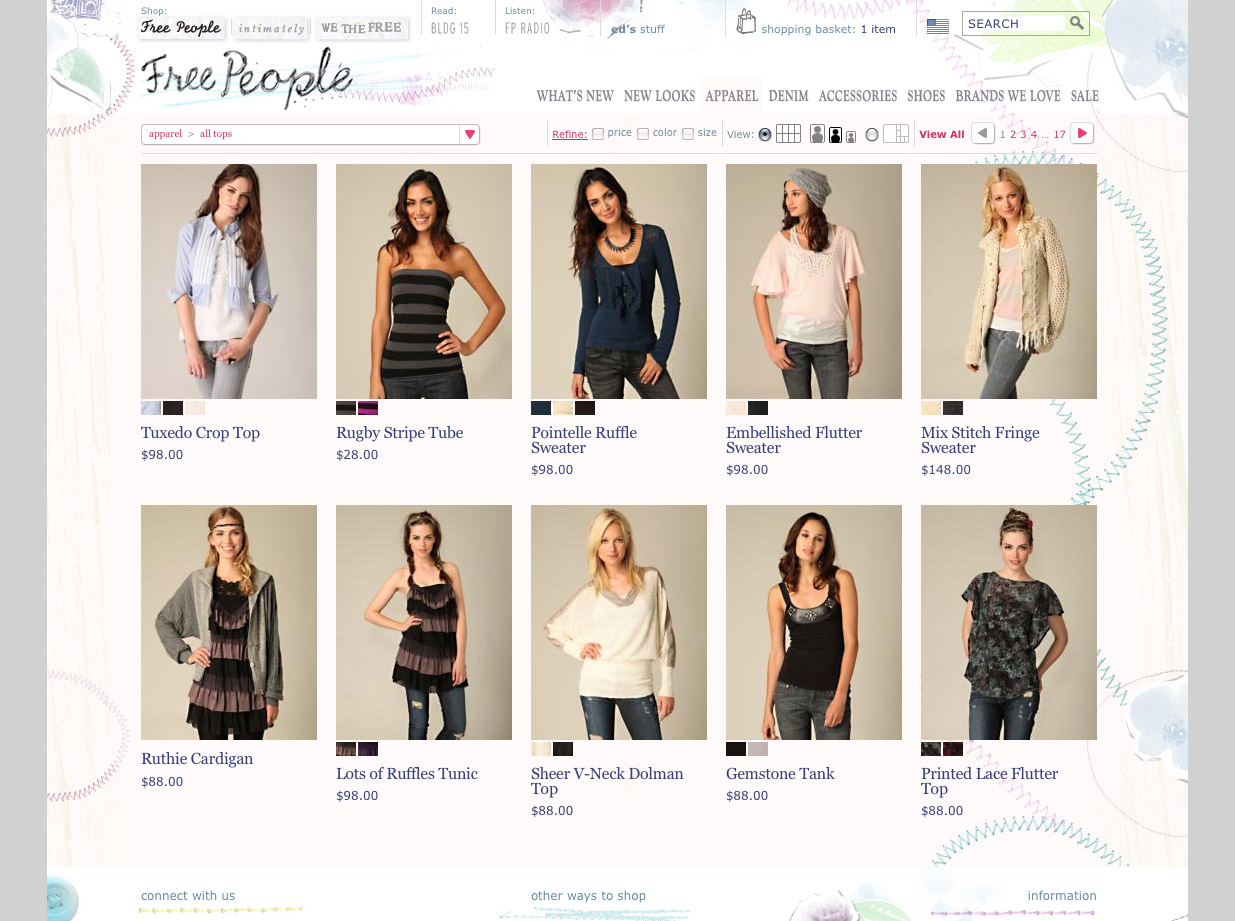 Shop:
Read:
Listen:
Free People
intimately
WE THE FREE
BLDG 15
FP RADIO
ed's stuff
shopping basket: 1 item
SEARCH
Free People
WHAT'S NEW NEW LOOKS APPAREL DENIM ACCESSORIES SHOES BRANDS WE LOVE SALE
apparel > all tops
Refine: price color size
View:
View All
1 2 3 4 ... 17
Tuxedo Crop Top
$98.00
Rugby Stripe Tube
$28.00
Pointelle Ruffle
Sweater
$98.00
Embellished Flutter
Sweater
$98.00
Mix Stitch Fringe
Sweater
$148.00
Ruthie Cardigan
$88.00
Lots of Ruffles Tunic
$98.00
Sheer V-Neck Dolman
Top
$88.00
Gemstone Tank
$88.00
Printed Lace Flutter
Top
$88.00
connect with us
other ways to shop
information